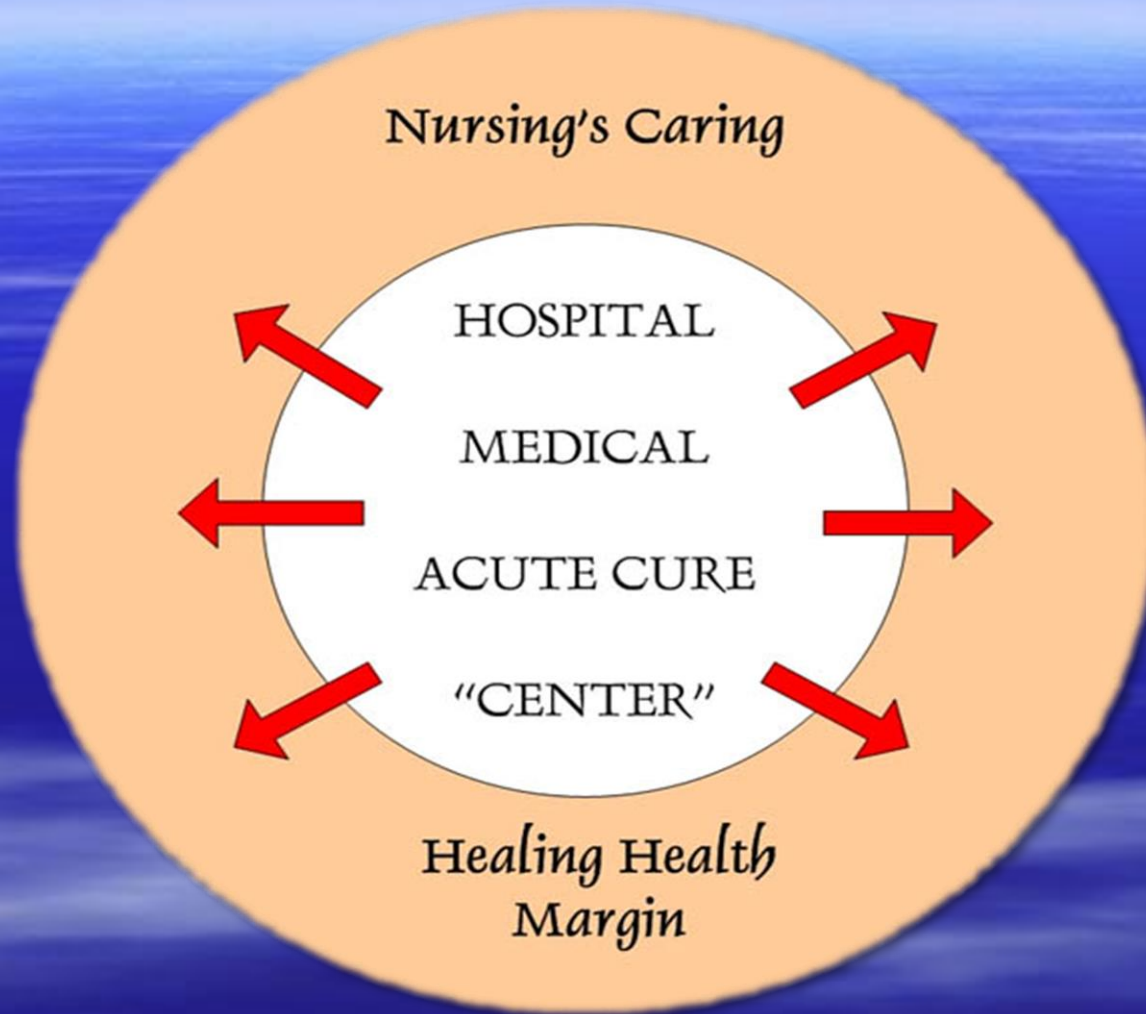 Nursing's Caring
HOSPITAL
MEDICAL
ACUTE CURE
“CENTER”
Healing Health
Margin